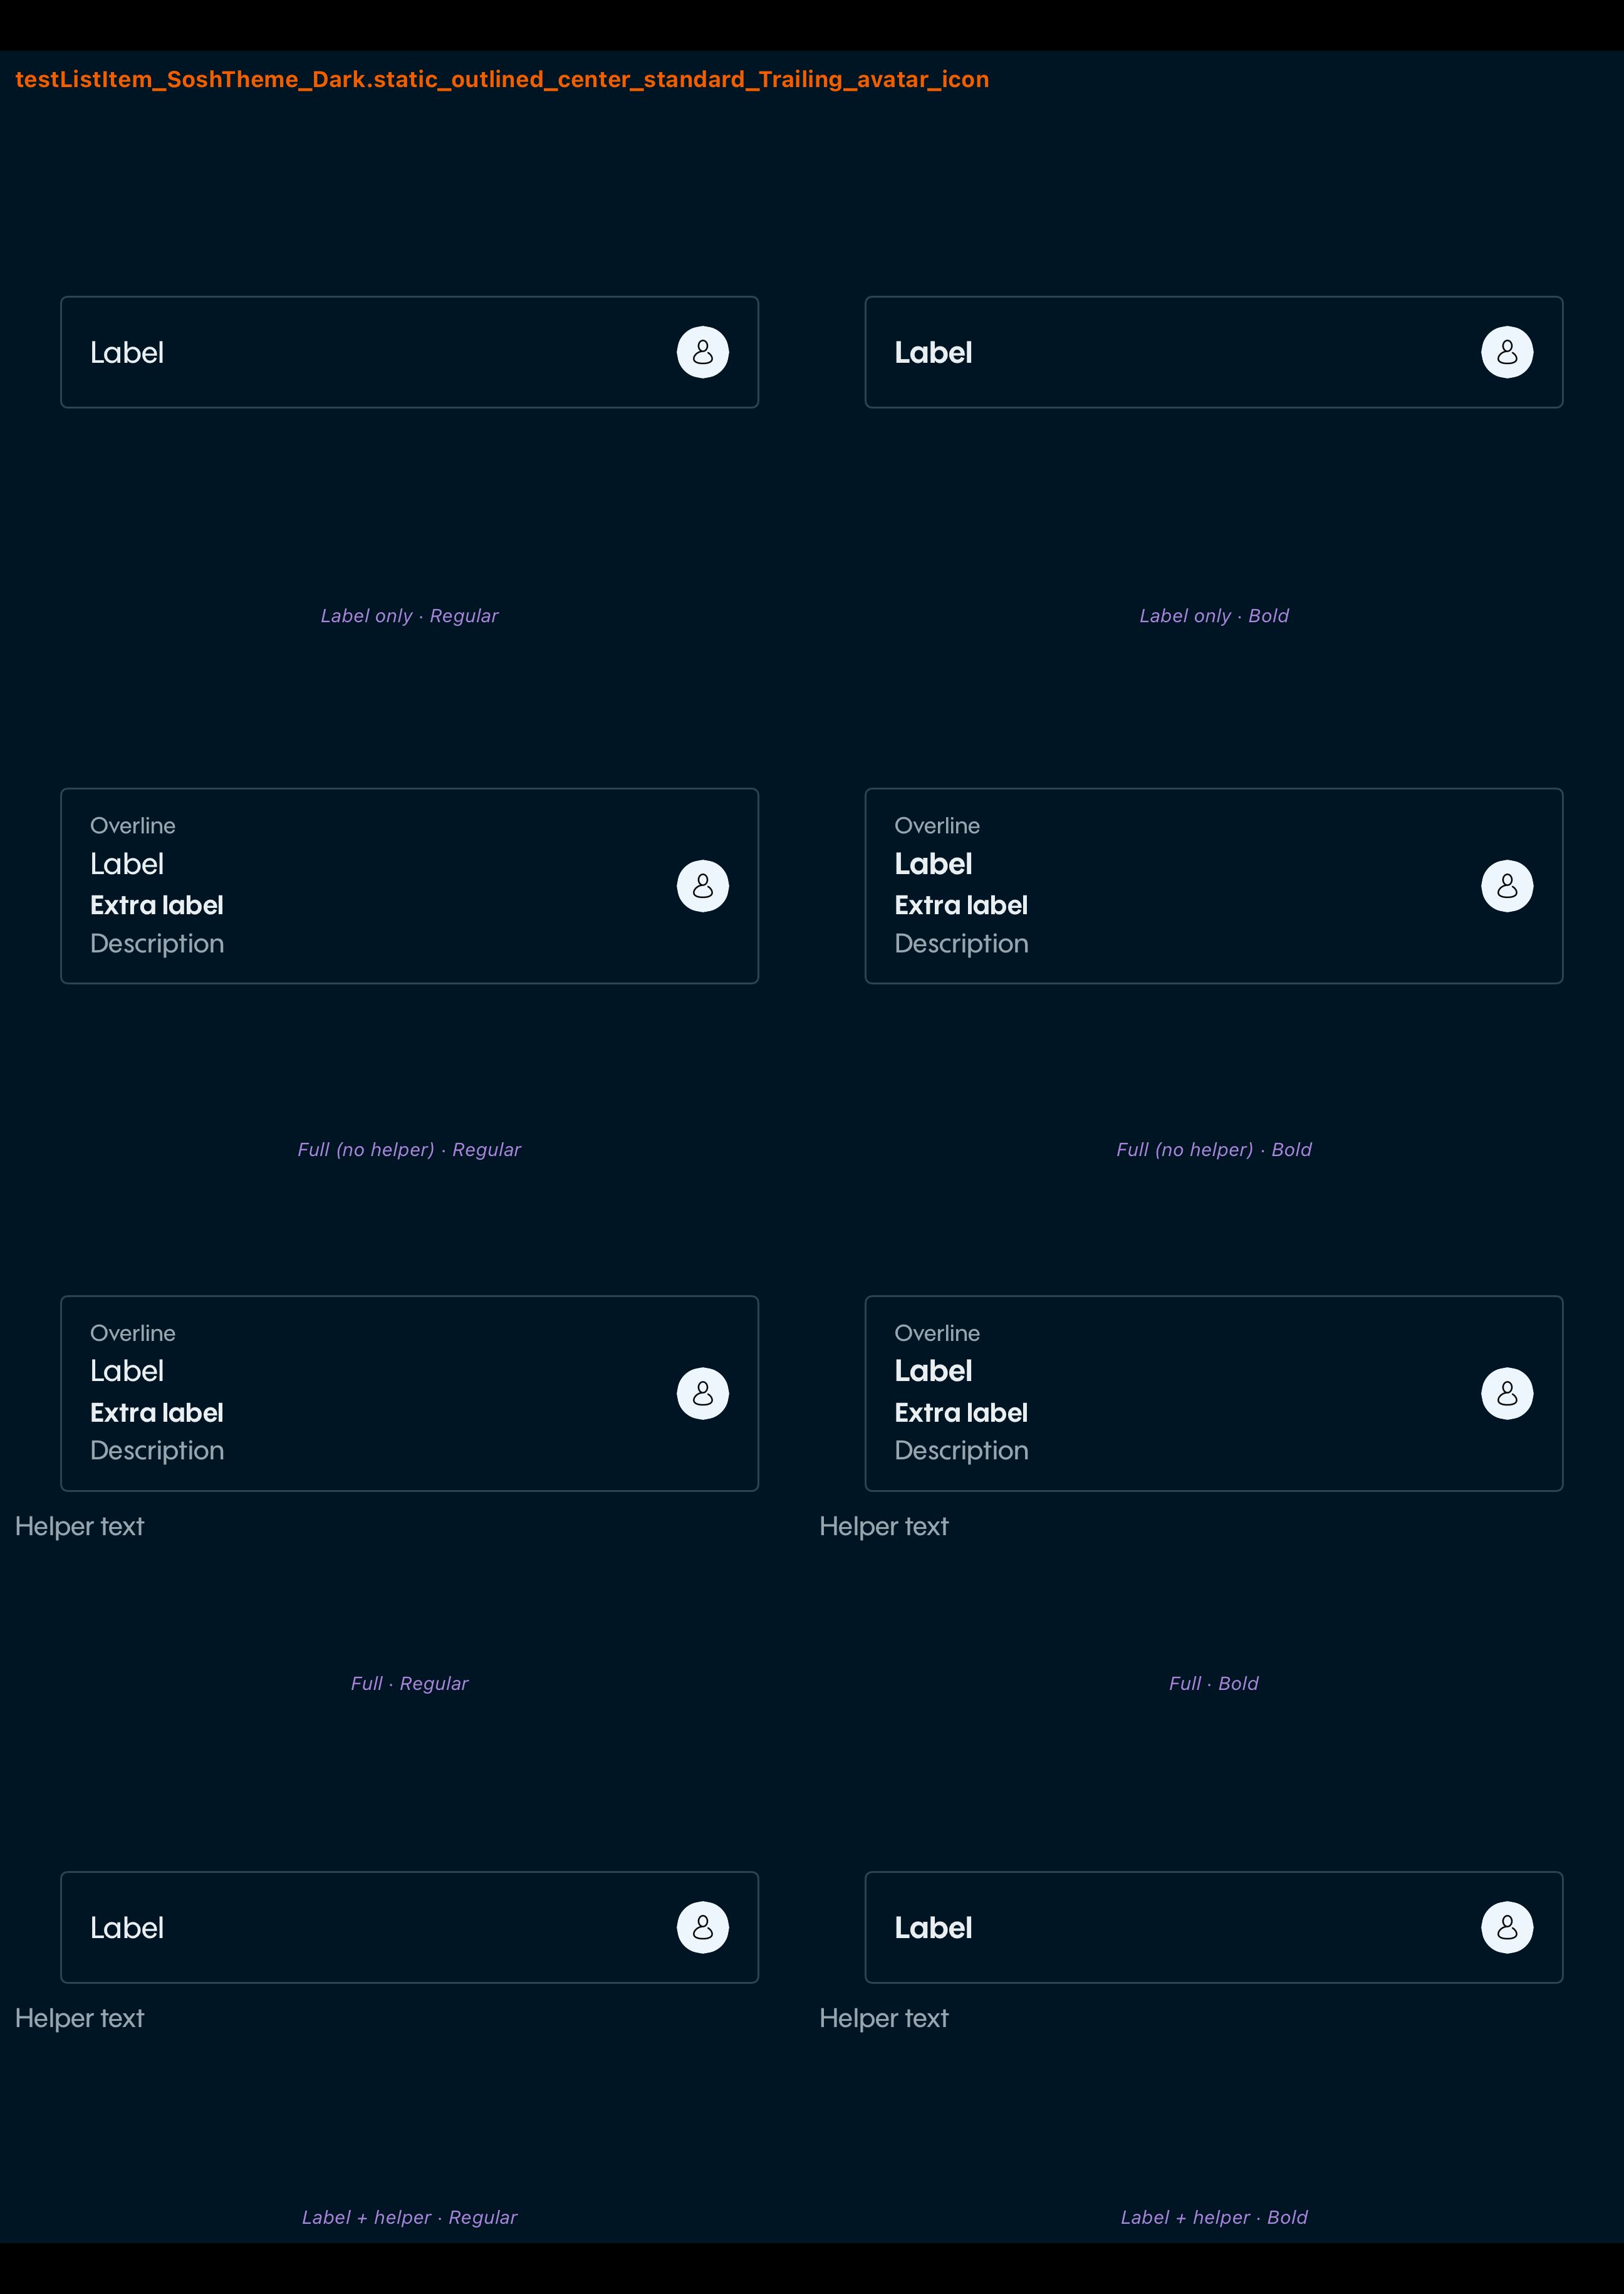 testListItem_SoshTheme_Dark.static_outlined_center_standard_Trailing_avatar_icon
Label
Label
Label only · Regular
Label only · Bold
Overline
Label
Extra label
Description
Overline
Label
Extra label
Description
Full (no helper) · Regular
Full (no helper) · Bold
Overline
Label
Extra label
Description
Helper text
Overline
Label
Extra label
Description
Helper text
Full · Regular
Full · Bold
Label
Helper text
Label
Helper text
Label + helper · Regular
Label + helper · Bold